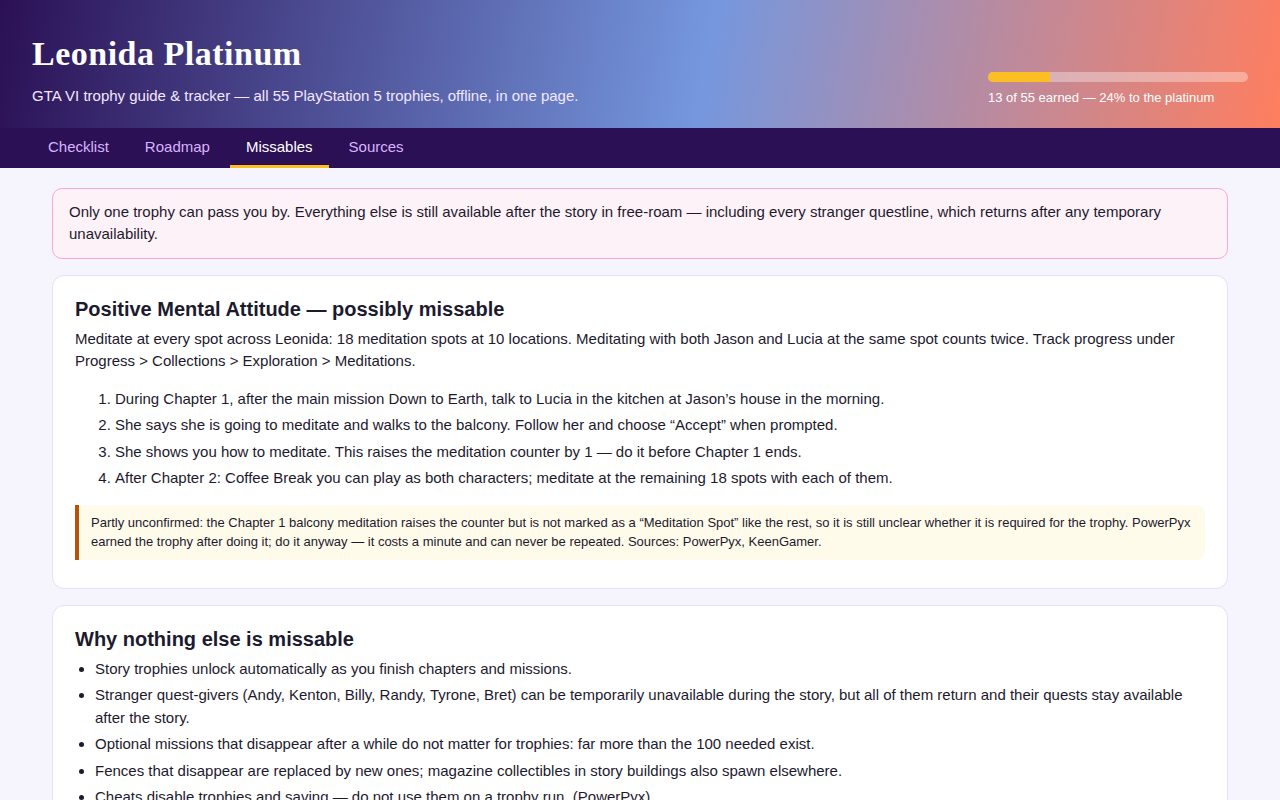 Leonida Platinum
GTA VI trophy guide & tracker — all 55 PlayStation 5 trophies, offline, in one page.
13 of 55 earned — 24% to the platinum
Checklist
Roadmap
Missables
Sources
Only one trophy can pass you by. Everything else is still available after the story in free-roam — including every stranger questline, which returns after any temporary
unavailability.
Positive Mental Attitude — possibly missable
Meditate at every spot across Leonida: 18 meditation spots at 10 locations. Meditating with both Jason and Lucia at the same spot counts twice. Track progress under
Progress > Collections > Exploration > Meditations.
1. During Chapter 1, after the main mission Down to Earth, talk to Lucia in the kitchen at Jason’s house in the morning.
2. She says she is going to meditate and walks to the balcony. Follow her and choose “Accept” when prompted.
3. She shows you how to meditate. This raises the meditation counter by 1 — do it before Chapter 1 ends.
4. After Chapter 2: Coffee Break you can play as both characters; meditate at the remaining 18 spots with each of them.
Partly unconfirmed: the Chapter 1 balcony meditation raises the counter but is not marked as a “Meditation Spot” like the rest, so it is still unclear whether it is required for the trophy. PowerPyx
earned the trophy after doing it; do it anyway — it costs a minute and can never be repeated. Sources: PowerPyx, KeenGamer.
Why nothing else is missable
• Story trophies unlock automatically as you finish chapters and missions.
• Stranger quest-givers (Andy, Kenton, Billy, Randy, Tyrone, Bret) can be temporarily unavailable during the story, but all of them return and their quests stay available
after the story.
• Optional missions that disappear after a while do not matter for trophies: far more than the 100 needed exist.
• Fences that disappear are replaced by new ones; magazine collectibles in story buildings also spawn elsewhere.
• Cheats disable trophies and saving — do not use them on a trophy run. (PowerPyx)